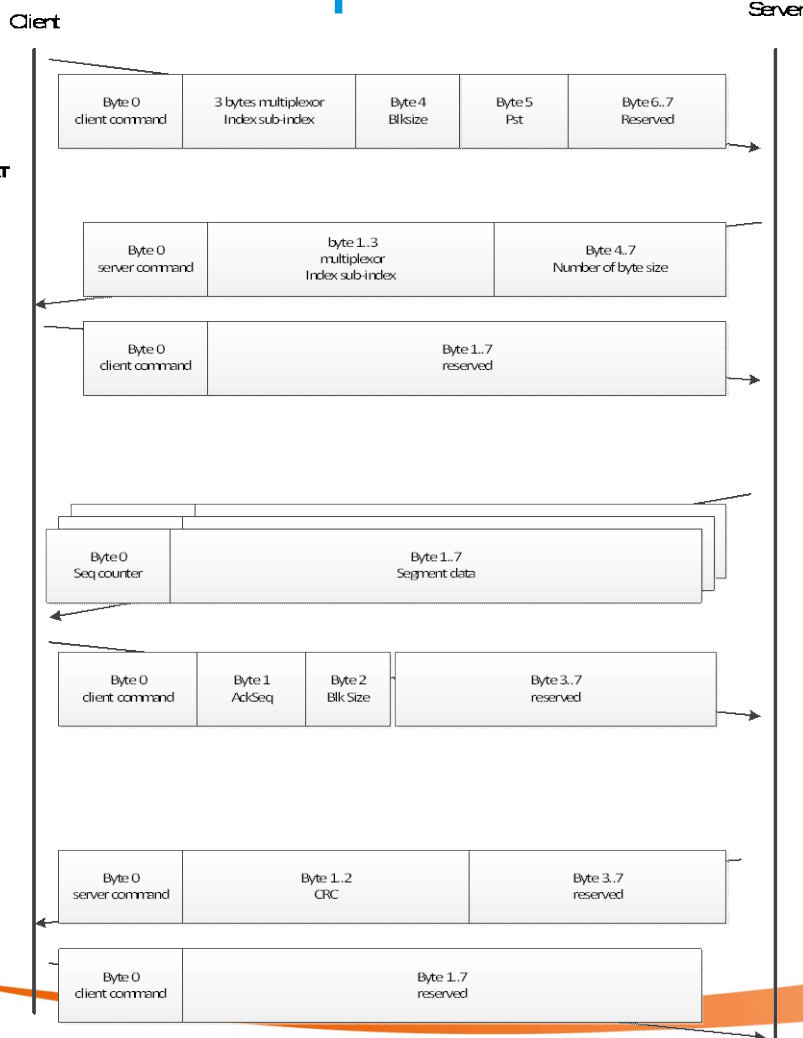 Client
Server
Byte 0
client command
3 bytes multiplexor
Index sub-index
Byte 4
Blksize
Byte 5
Pst
Byte 6..7
Reserved
Byte 0
server command
byte 1..3
multiplexor
Index sub-index
Byte 4..7
Number of byte size
Byte 0
client command
Byte 1..7
reserved
Byte 0
Seq counter
Byte 1..7
Segment data
Byte 0
client command
Byte 1
AckSeq
Byte 2
Blk Size
Byte 3..7
reserved
Byte 0
server command
Byte 1..2
CRC
Byte 3..7
reserved
Byte 0
client command
Byte 1..7
reserved